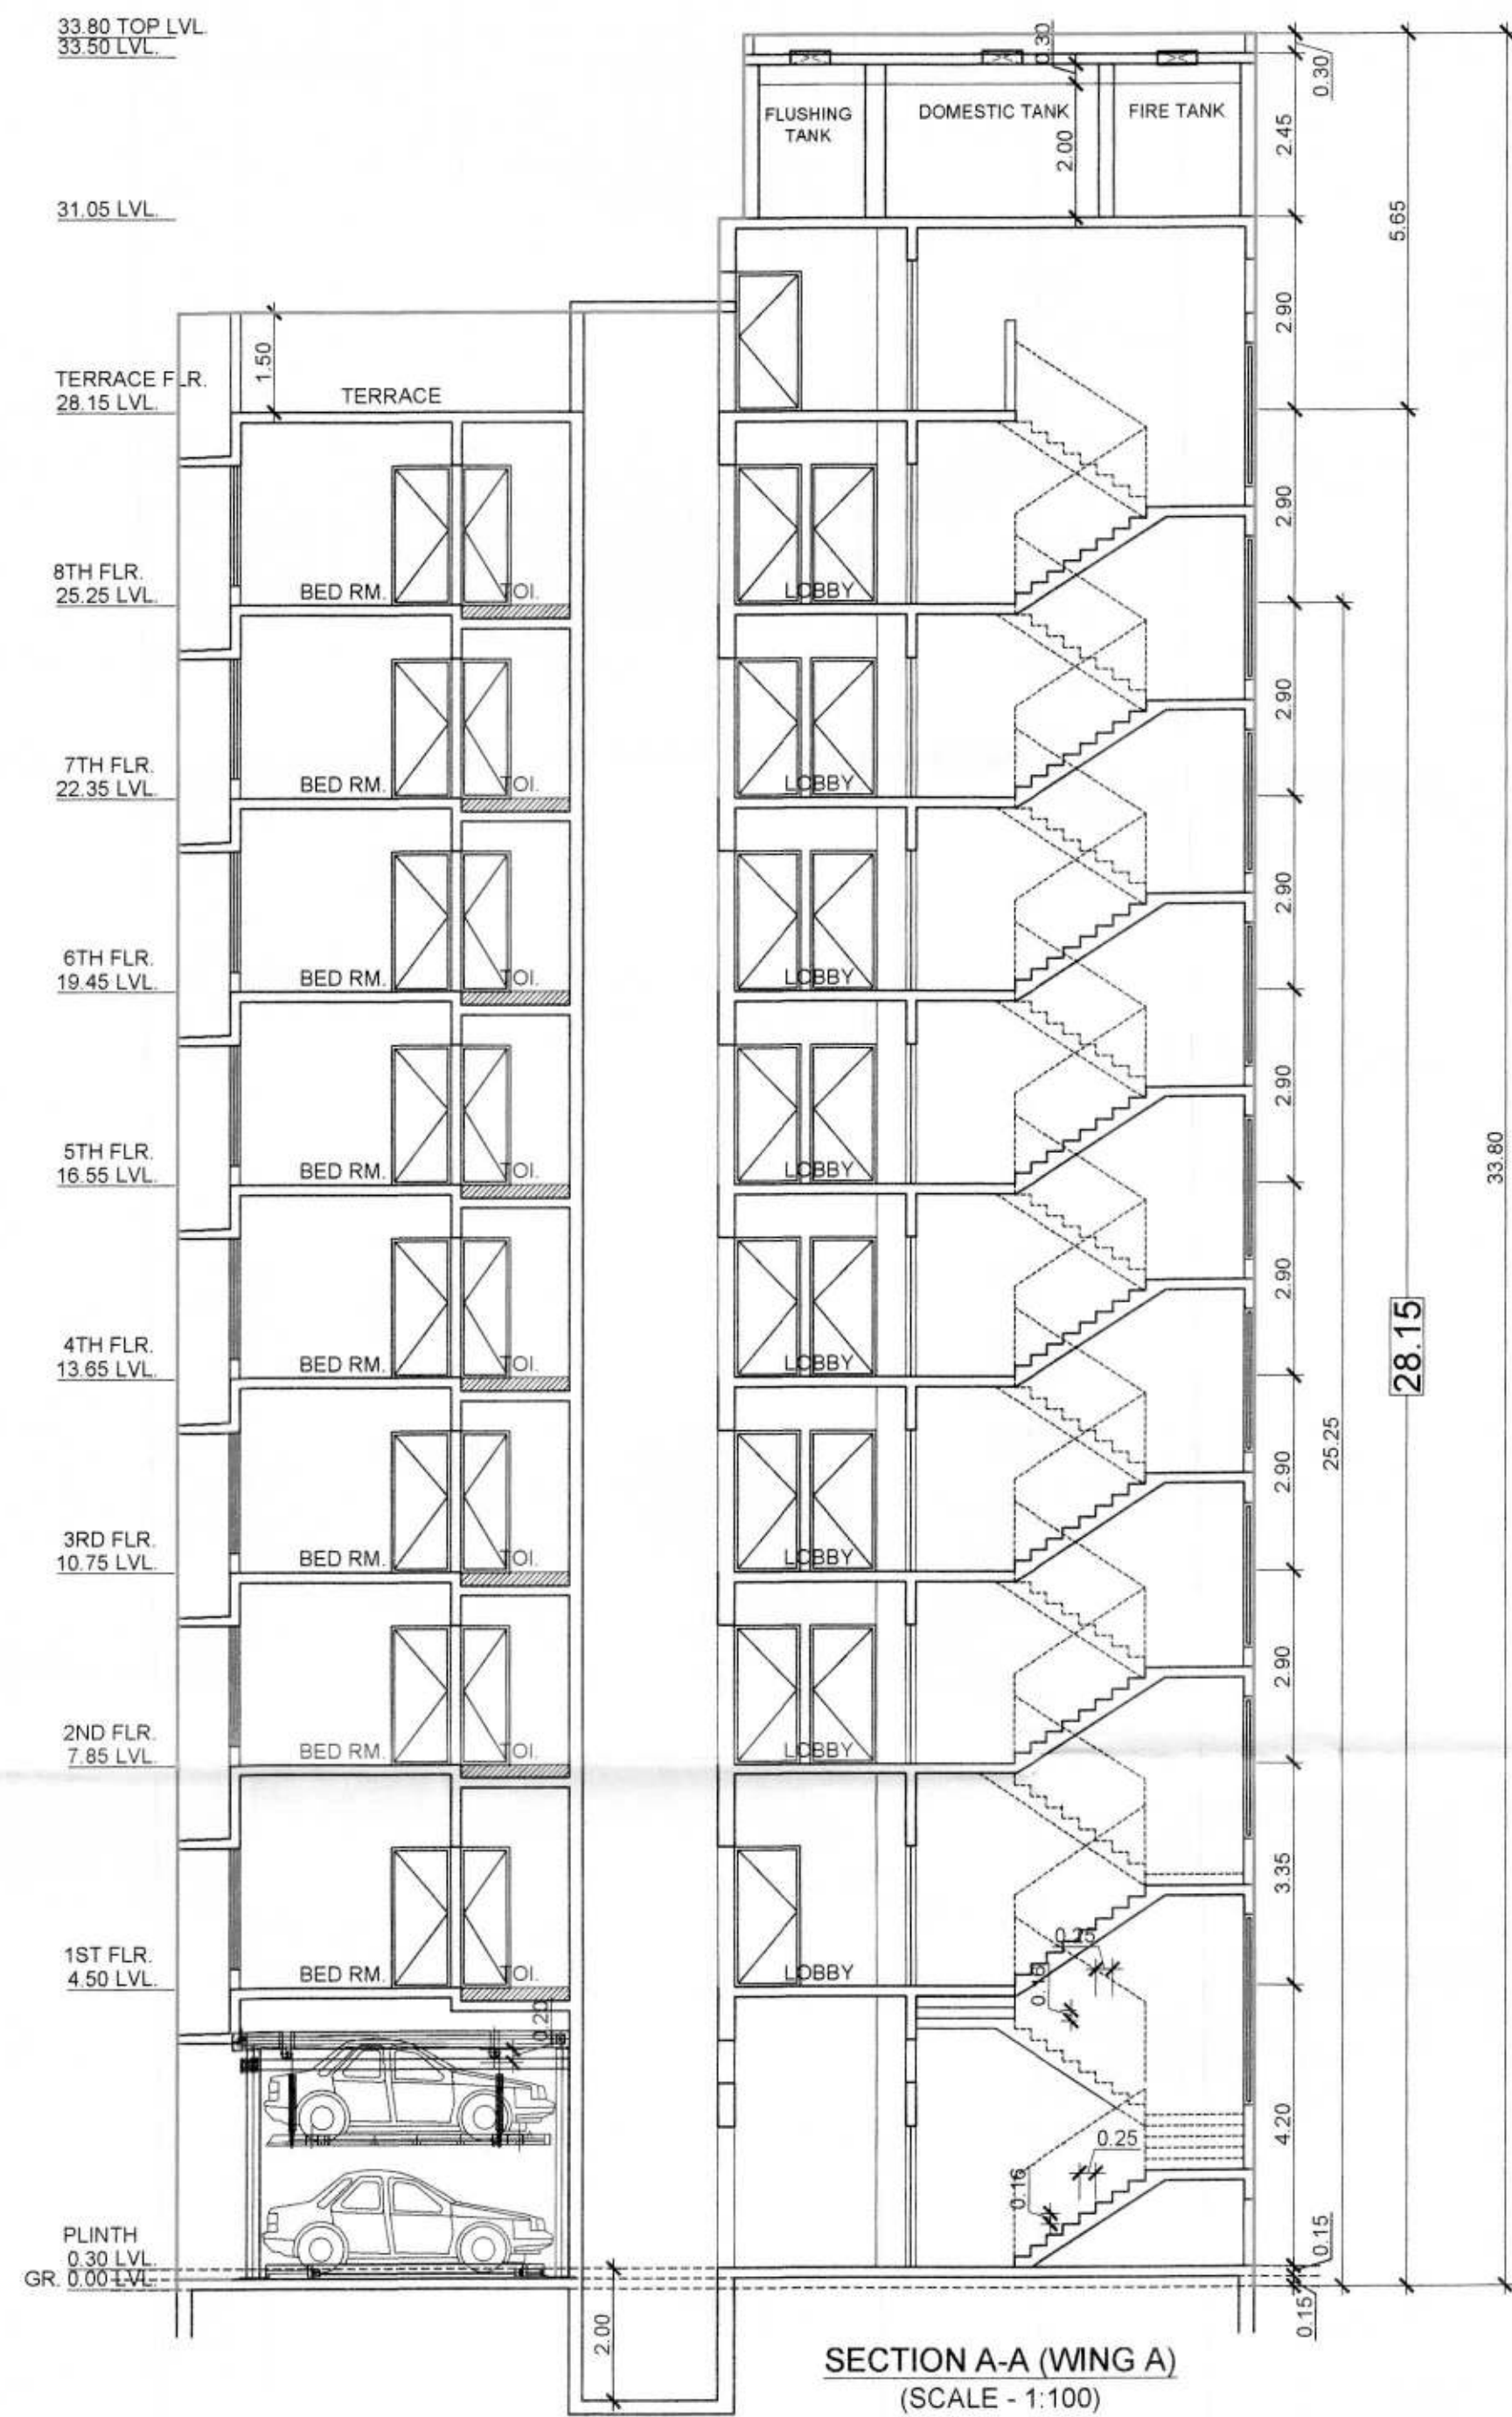 33.80 TOP LVL.
33.50 LVL.
0.30
0.30
FLUSHING
TANK
DOMESTIC TANK
FIRE TANK
2.00
2.45
31.05 LVL.
5.65
2.90
1.50
TERRACE FLR.
28.15 LVL.
TERRACE
2.90
8TH FLR.
25.25 LVL.
BED RM.
TOI.
LOBBY
2.90
7TH FLR.
22.35 LVL.
BED RM.
TOI.
LOBBY
2.90
6TH FLR.
19.45 LVL.
BED RM.
TOI.
LOBBY
2.90
33.80
5TH FLR.
16.55 LVL.
BED RM.
TOI.
LOBBY
2.90
28.15
4TH FLR.
13.65 LVL.
BED RM.
TOI.
LOBBY
2.90
25.25
3RD FLR.
10.75 LVL.
BED RM.
TOI.
LOBBY
2.90
2ND FLR.
7.85 LVL.
BED RM.
TOI.
LOBBY
3.35
0.25
1ST FLR.
4.50 LVL.
BED RM.
TOI.
LOBBY
0.16
0.20
4.20
0.25
0.16
PLINTH
0.30 LVL.
GR. 0.00 LVL.
0.15
0.15
2.00
SECTION A-A (WING A)
(SCALE - 1:100)